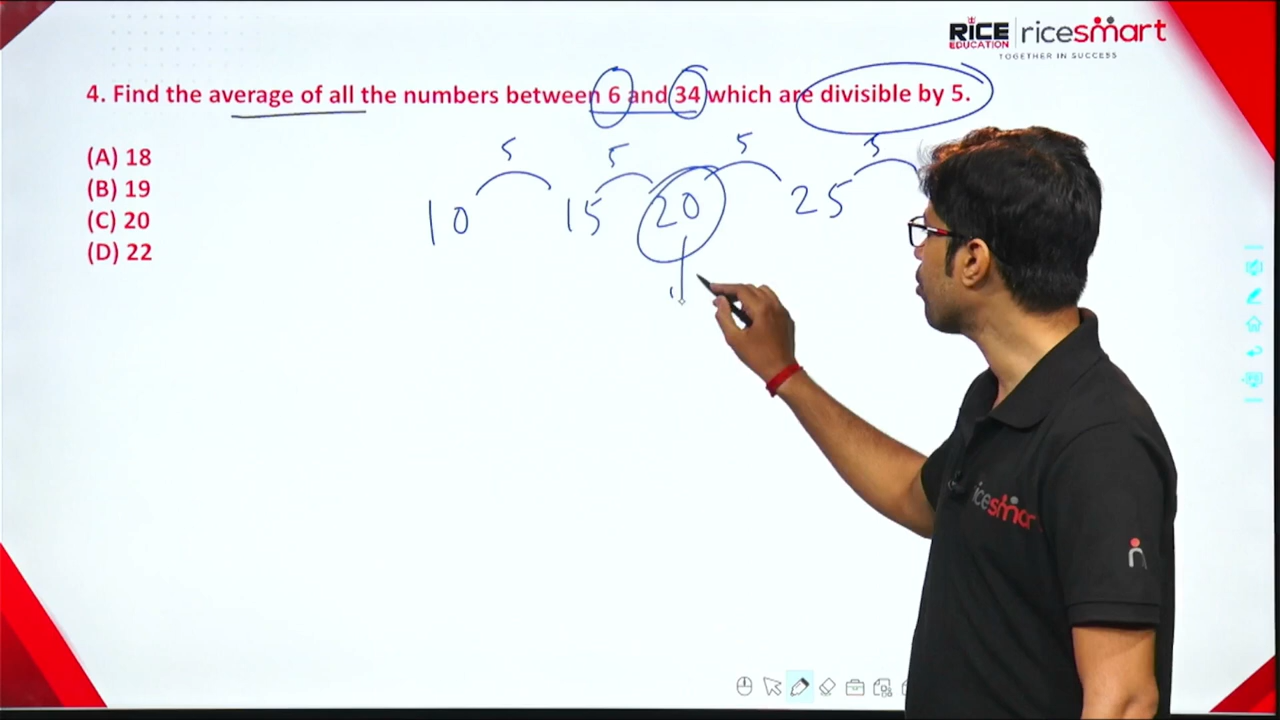 RICE EDUCATION ricesmart
TOGETHER IN SUCCESS
4. Find the average of all the numbers between 6 and 34 which are divisible by 5.
5 5 5 5
10 15 20 25
(A) 18
(B) 19
(C) 20
(D) 22
ricesmar